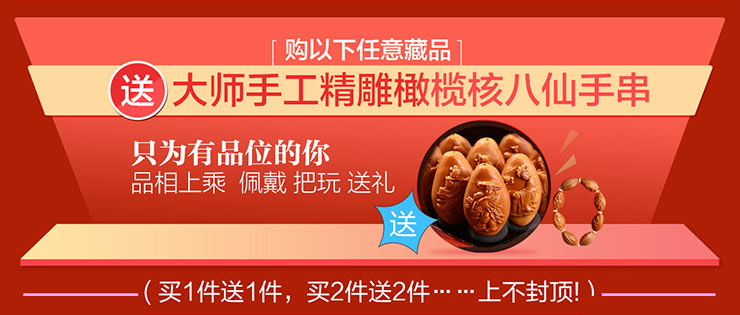 [购以下任意藏品]
送 大师手工精雕橄榄核八仙手串
只为有品位的你
品相上乘 佩戴 把玩 送礼
送
(买1件送1件，买2件送2件……上不封顶!)